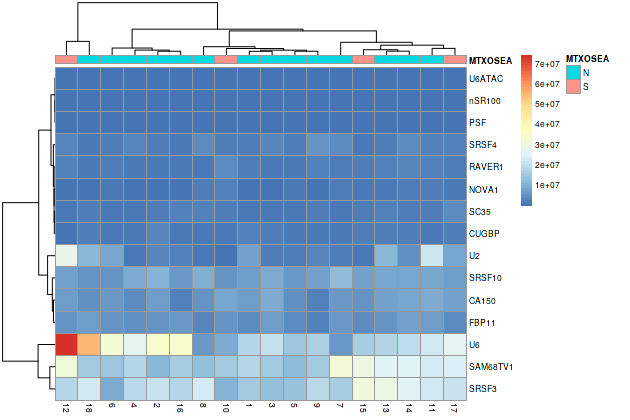 MTXOSEA
U6ATAC
nSR100
PSF
SRSF4
RAVER1
NOVA1
SC35
CUGBP
U2
SRSF10
CA150
FBP11
U6
SAM68TV1
SRSF3
12 18 6 4 2 16 8 10 1 3 5 9 7 15 13 14 11 17
7e+07
6e+07
5e+07
4e+07
3e+07
2e+07
1e+07
MTXOSEA
N
S